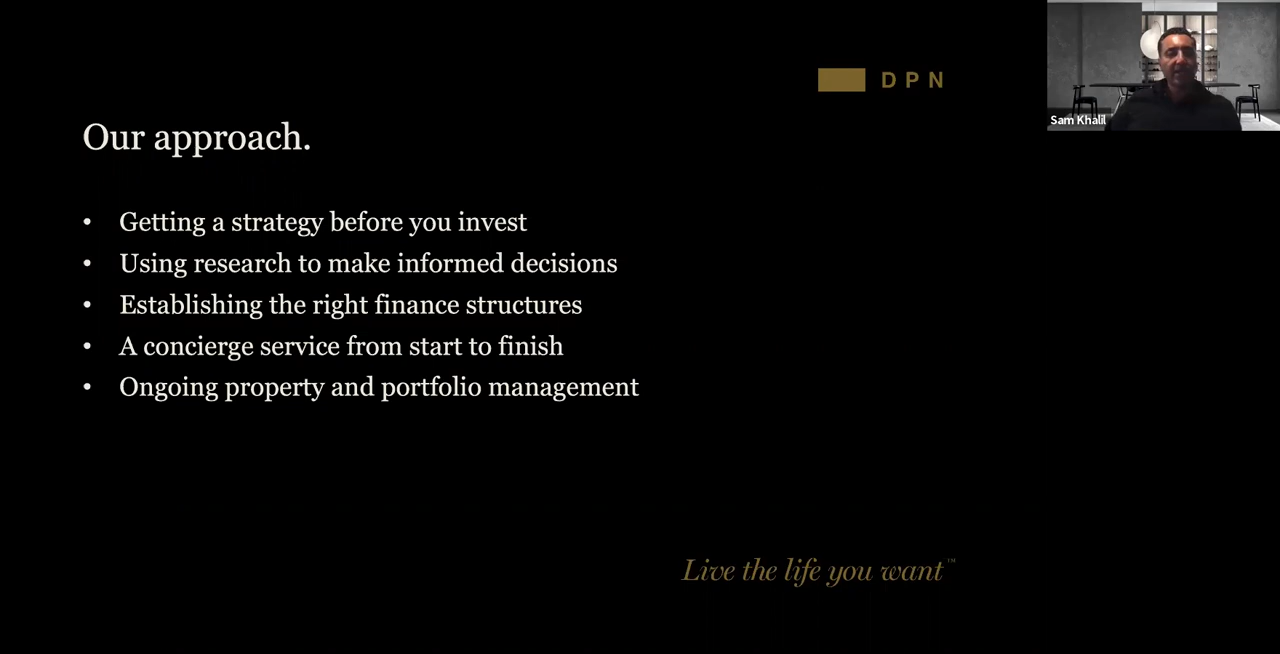 DPN
Sam Khalil
Our approach.
• Getting a strategy before you invest
• Using research to make informed decisions
• Establishing the right finance structures
• A concierge service from start to finish
• Ongoing property and portfolio management
Live the life you want™